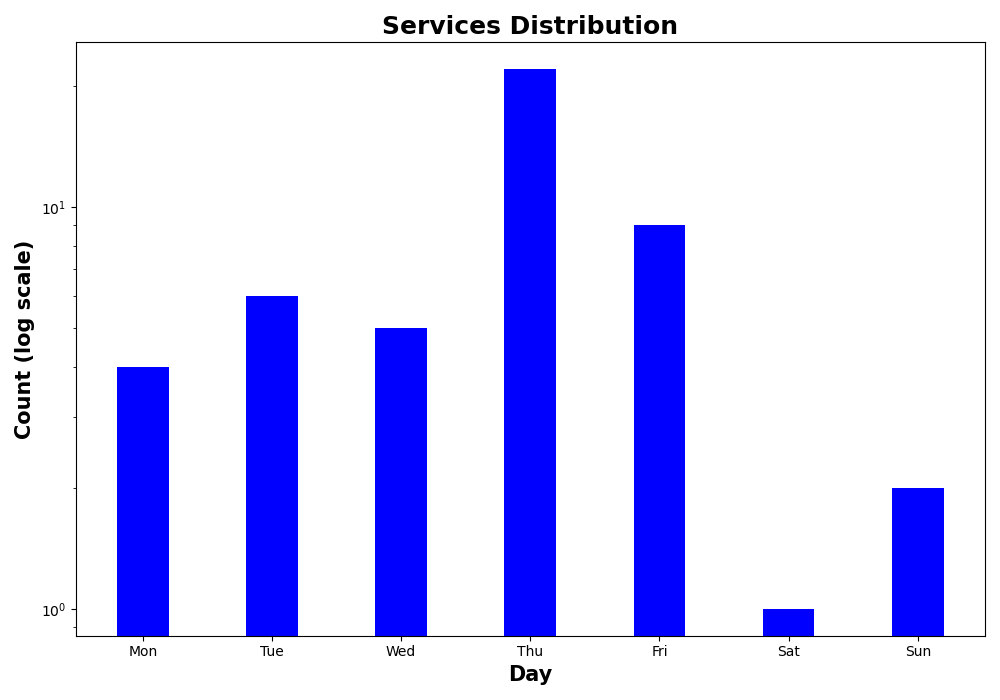 Services Distribution
Count (log scale)
10¹
10⁰
Mon Tue Wed Thu Fri Sat Sun
Day